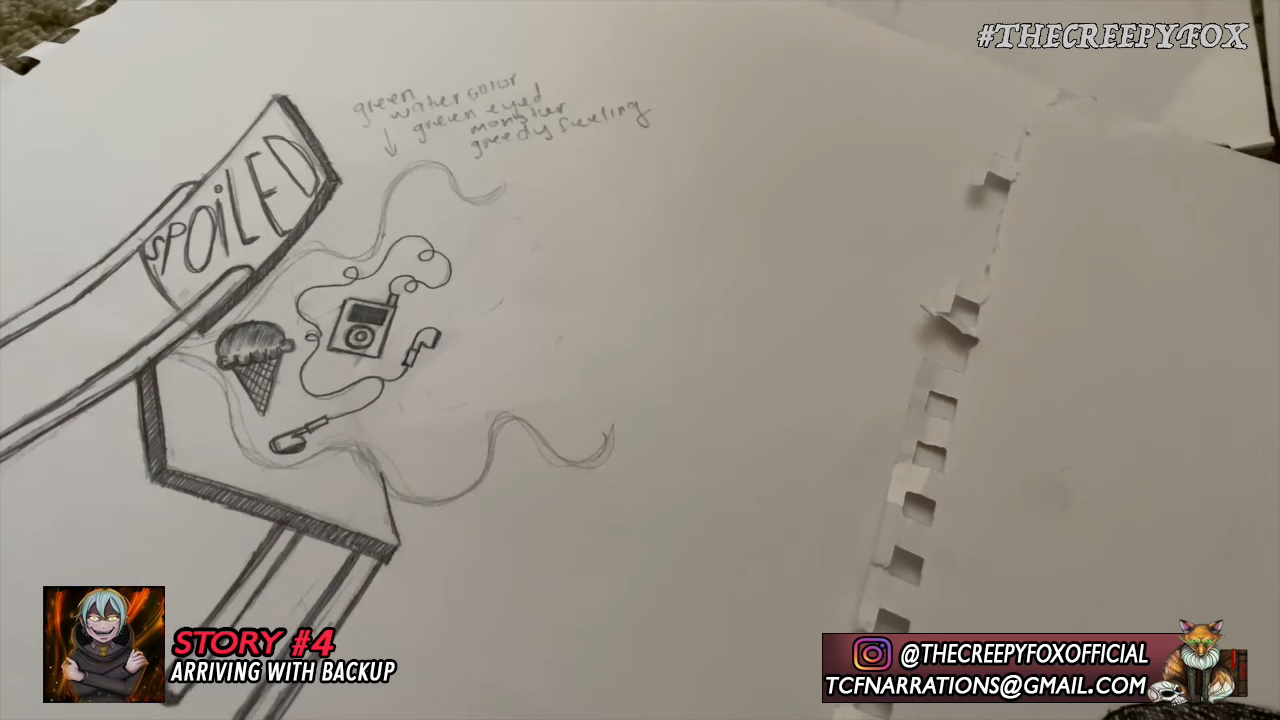 #THECREEPYFOX
green
water color
green eyed
monster
greedy feeling
SPOiLED
STORY #4
ARRIVING WITH BACKUP
@THECREEPYFOXOFFICIAL
TCFNARRATIONS@GMAIL.COM